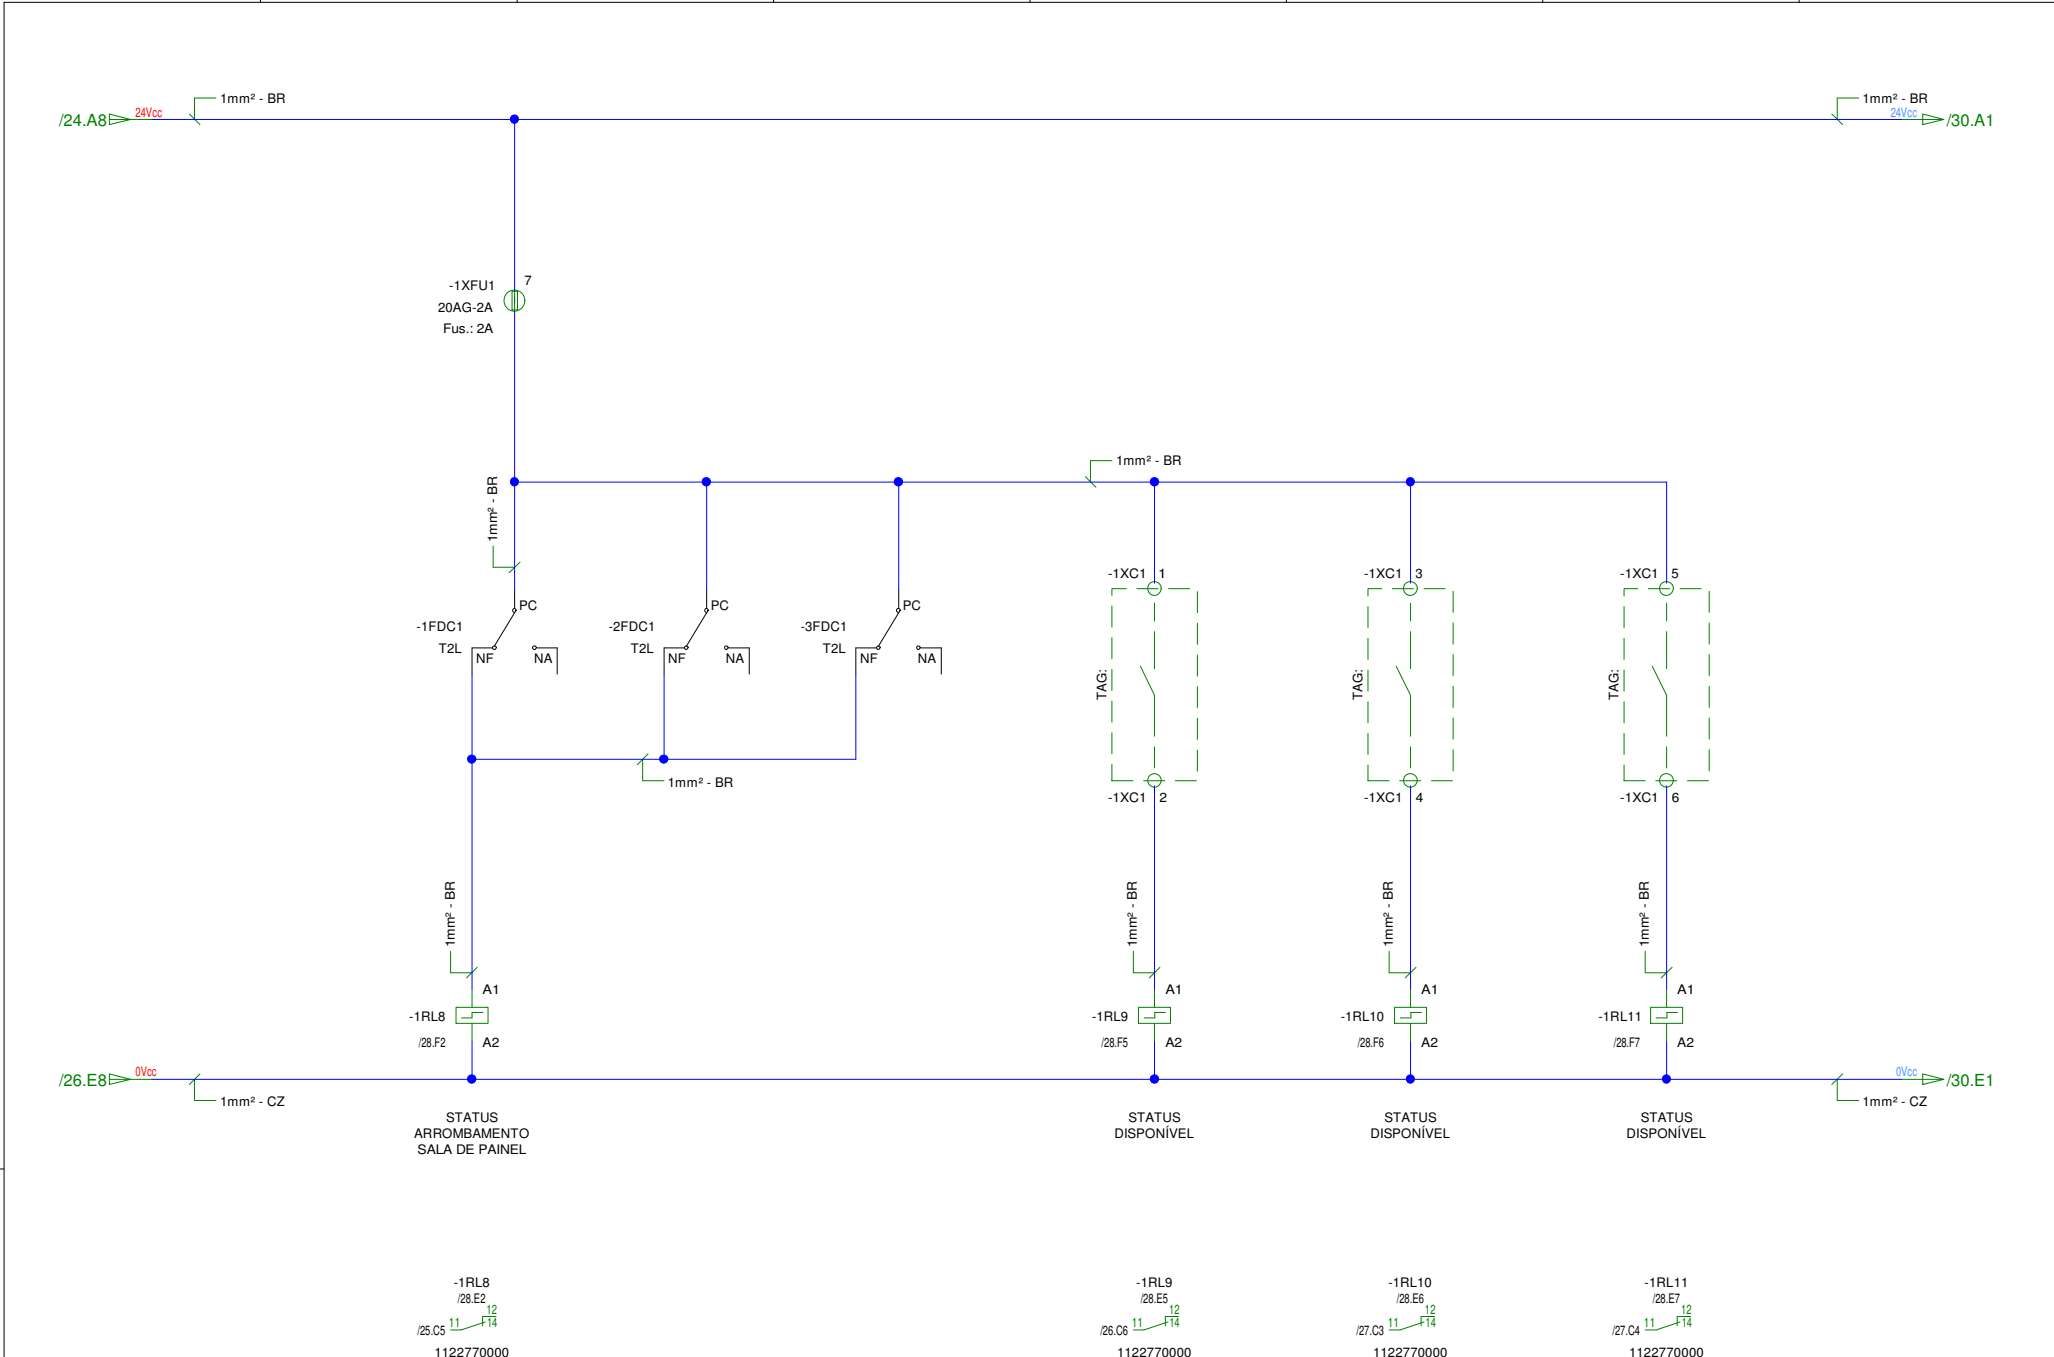 1mm² - BR
1mm² - BR
/24.A8 24Vcc
24Vcc /30.A1
-1XFU1 7
20AG-2A
Fus.: 2A
1mm² - BR
1mm² - BR
-1XC1 1
-1XC1 3
-1XC1 5
PC
PC
PC
-1FDC1
-2FDC1
-3FDC1
T2L NF NA
T2L NF NA
T2L NF NA
TAG:
TAG:
TAG:
1mm² - BR
-1XC1 2
-1XC1 4
-1XC1 6
1mm² - BR
1mm² - BR
1mm² - BR
1mm² - BR
A1
A1
A1
A1
-1RL8
-1RL9
-1RL10
-1RL11
/28.F2 A2
/28.F5 A2
/28.F6 A2
/28.F7 A2
/26.E8 0Vcc
0Vcc /30.E1
1mm² - CZ
1mm² - CZ
STATUS
ARROMBAMENTO
SALA DE PAINEL
STATUS
DISPONÍVEL
STATUS
DISPONÍVEL
STATUS
DISPONÍVEL
-1RL8
/28.E2
12
/25.C5 11 14
1122770000
-1RL9
/28.E5
12
/26.C6 11 14
1122770000
-1RL10
/28.E6
12
/27.C3 11 14
1122770000
-1RL11
/28.E7
12
/27.C4 11 14
1122770000